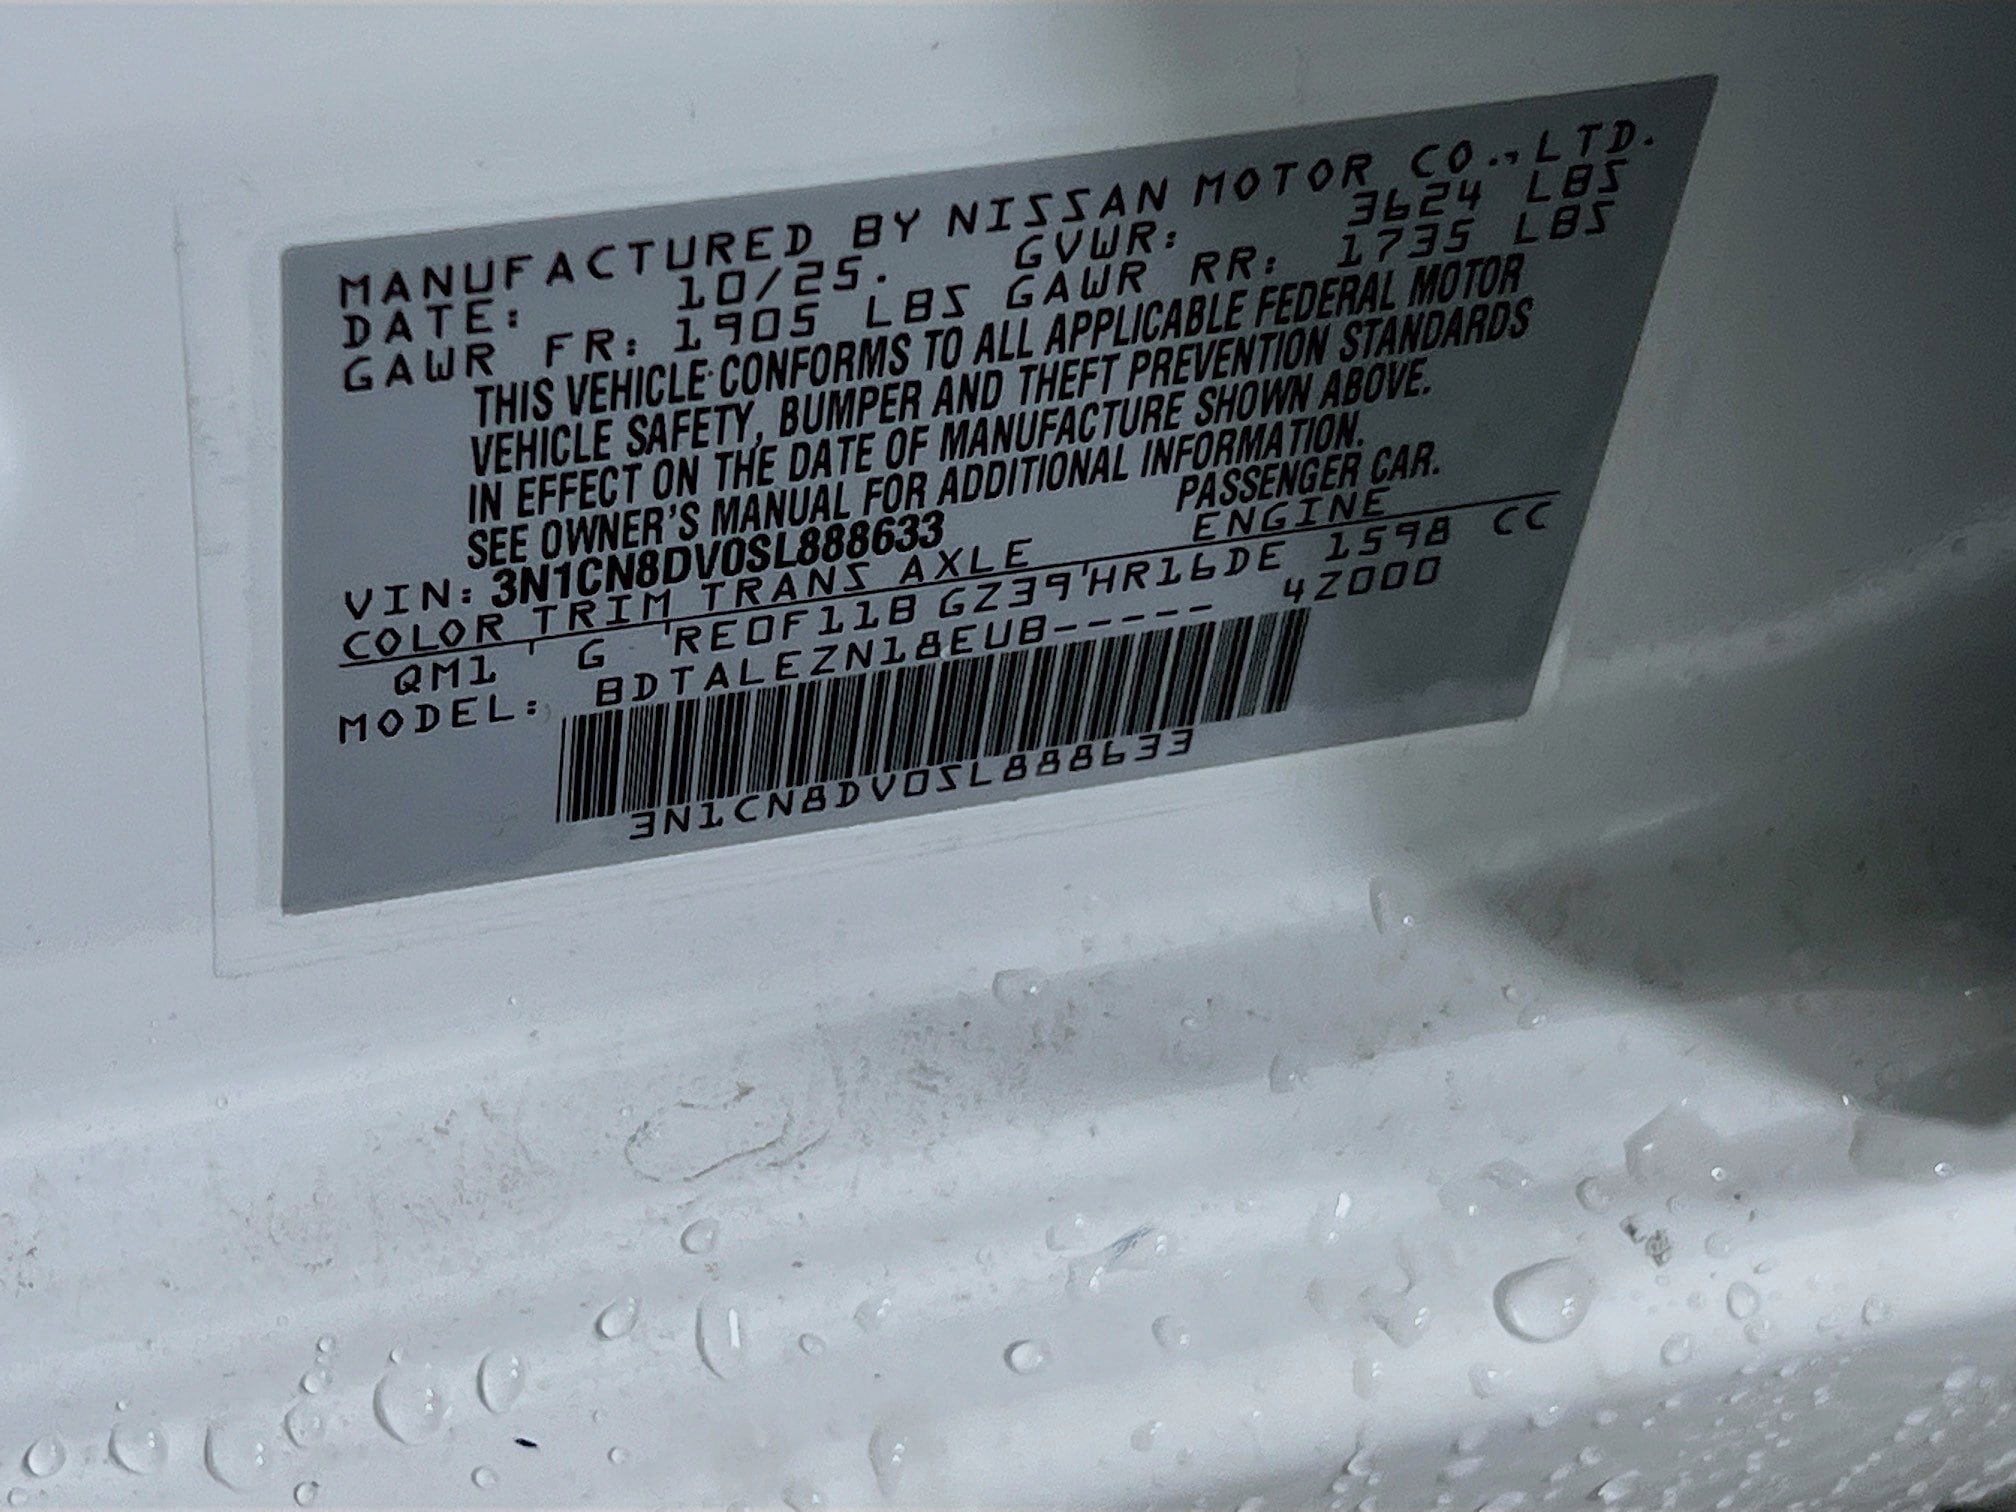 MANUFACTURED BY NISSAN MOTOR CO.,LTD.
DATE: 10/25. GVWR: 3624 LBS
GAWR FR: 1905 LBS GAWR RR: 1735 LBS
THIS VEHICLE CONFORMS TO ALL APPLICABLE FEDERAL MOTOR
VEHICLE SAFETY, BUMPER AND THEFT PREVENTION STANDARDS
IN EFFECT ON THE DATE OF MANUFACTURE SHOWN ABOVE.
SEE OWNER'S MANUAL FOR ADDITIONAL INFORMATION.
VIN: 3N1CN8DV0SL888633 PASSENGER CAR.
COLOR TRIM TRANS AXLE ENGINE
QM1 G RE0F11B GZ39 HR16DE 1598 CC
MODEL: BDTALEZN18EUB----- 4Z000
3N1CN8DV0SL888633